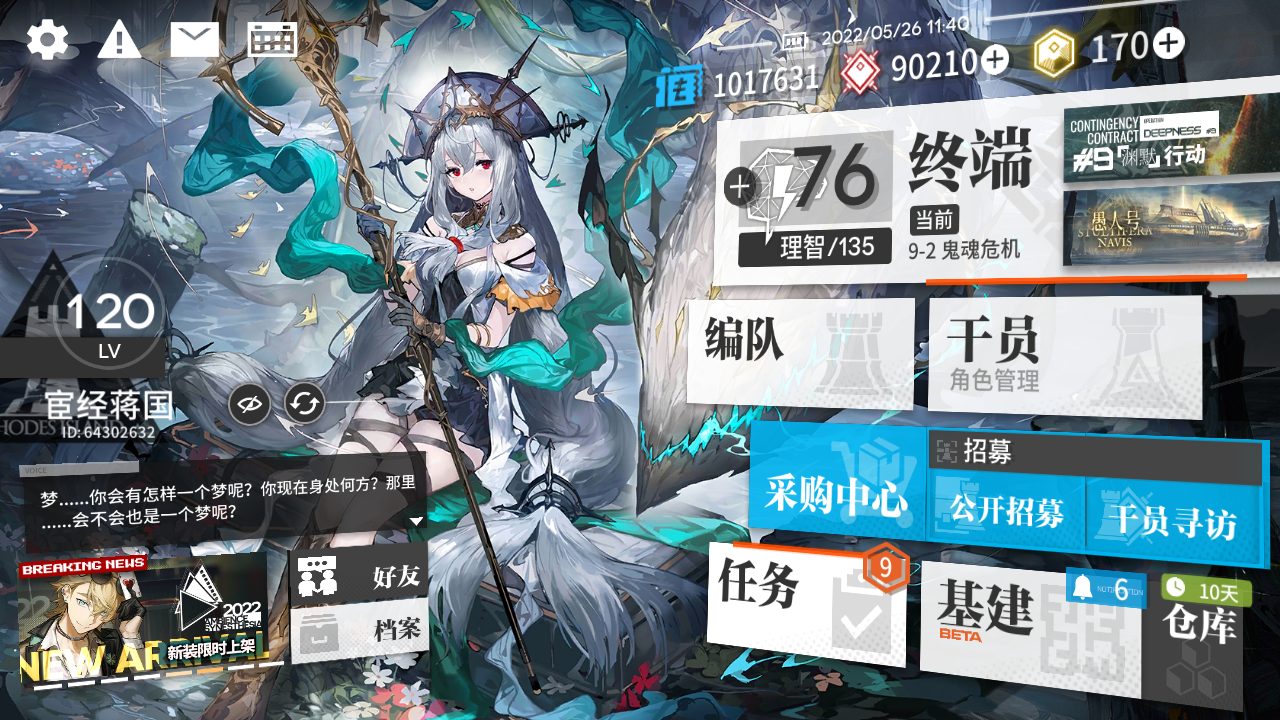 2022/05/26 11:40
1017631
90210
170
76
理智/135
终端
当前
9-2 鬼魂危机
CONTINGENCY
CONTRACT
OPERATION
DEEPNESS #9
#9「渊默」行动
愚人号
STULTIFERA
NAVIS
120
LV
宦经蒋国
ID:64302632
VOICE
梦......你会有怎样一个梦呢？你现在身处何方？那里
......会不会也是一个梦呢？
编队
干员
角色管理
采购中心
招募
公开招募
干员寻访
BREAKING NEWS
2022
NEW ARRIVAL
新装限时上架
好友
档案
任务
9
基建
BETA
6
10天
仓库